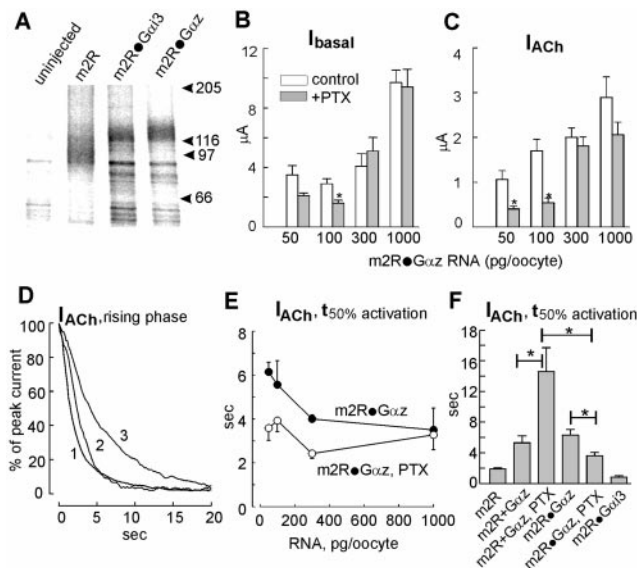 A
uninjected
m2R
m2R●Gαi3
m2R●Gαz
205
116
97
66
B
Ibasal
control
+PTX
μA
12
8
4
0
*
50 100 300 1000
C
IACh
μA
4
3
2
1
0
* *
50 100 300 1000
m2R●Gαz RNA (pg/oocyte)
D
IACh, rising phase
% of peak current
100
80
60
40
20
0
1 2 3
0 5 10 15 20
sec
E
IACh, t50% activation
sec
8
6
4
2
0
m2R●Gαz
m2R●Gαz, PTX
0 200 400 600 800 1000
RNA, pg/oocyte
F
IACh, t50% activation
sec
18
16
12
8
4
0
* * *
m2R
m2R+Gαz
m2R+Gαz, PTX
m2R●Gαz
m2R●Gαz, PTX
m2R●Gαi3